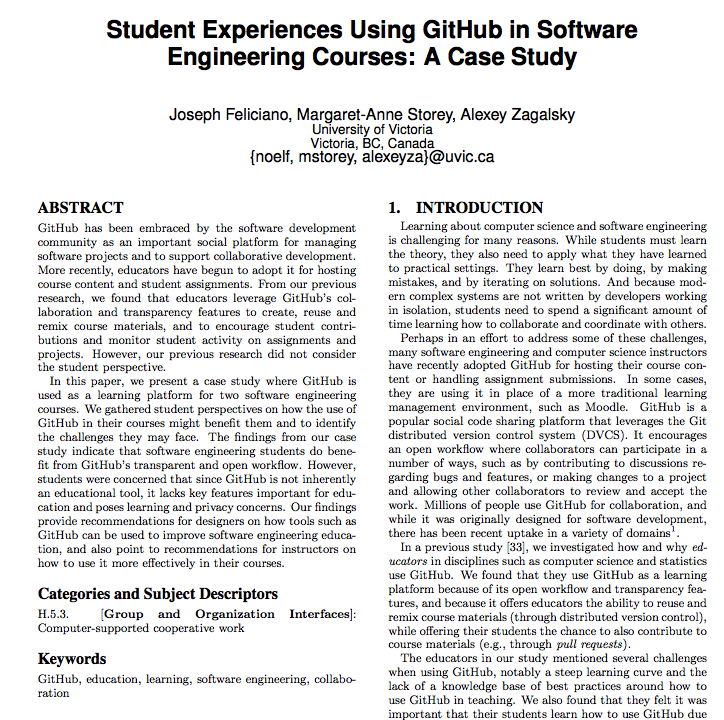 Student Experiences Using GitHub in Software
Engineering Courses: A Case Study
Joseph Feliciano, Margaret-Anne Storey, Alexey Zagalsky
University of Victoria
Victoria, BC, Canada
{noelf, mstorey, alexeyza}@uvic.ca
ABSTRACT
GitHub has been embraced by the software development
community as an important social platform for managing
software projects and to support collaborative development.
More recently, educators have begun to adopt it for hosting
course content and student assignments. From our previous
research, we found that educators leverage GitHub's col-
laboration and transparency features to create, reuse and
remix course materials, and to encourage student contri-
butions and monitor student activity on assignments and
projects. However, our previous research did not consider
the student perspective.
In this paper, we present a case study where GitHub is
used as a learning platform for two software engineering
courses. We gathered student perspectives on how the use of
GitHub in their courses might benefit them and to identify
the challenges they may face. The findings from our case
study indicate that software engineering students do bene-
fit from GitHub's transparent and open workflow. However,
students were concerned that since GitHub is not inherently
an educational tool, it lacks key features important for edu-
cation and poses learning and privacy concerns. Our findings
provide recommendations for designers on how tools such as
GitHub can be used to improve software engineering educa-
tion, and also point to recommendations for instructors on
how to use it more effectively in their courses.
Categories and Subject Descriptors
H.5.3. [Group and Organization Interfaces]:
Computer-supported cooperative work
Keywords
GitHub, education, learning, software engineering, collabo-
ration
1. INTRODUCTION
Learning about computer science and software engineering
is challenging for many reasons. While students must learn
the theory, they also need to apply what they have learned
to practical settings. They learn best by doing, by making
mistakes, and by iterating on solutions. And because mod-
ern complex systems are not written by developers working
in isolation, students need to spend a significant amount of
time learning how to collaborate and coordinate with others.
Perhaps in an effort to address some of these challenges,
many software engineering and computer science instructors
have recently adopted GitHub for hosting their course con-
tent or handling assignment submissions. In some cases,
they are using it in place of a more traditional learning
management environment, such as Moodle. GitHub is a
popular social code sharing platform that leverages the Git
distributed version control system (DVCS). It encourages
an open workflow where collaborators can participate in a
number of ways, such as by contributing to discussions re-
garding bugs and features, or making changes to a project
and allowing other collaborators to review and accept the
work. Millions of people use GitHub for collaboration, and
while it was originally designed for software development,
there has been recent uptake in a variety of domains1.
In a previous study [33], we investigated how and why ed-
ucators in disciplines such as computer science and statistics
use GitHub. We found that they use GitHub as a learning
platform because of its open workflow and transparency fea-
tures, and because it offers educators the ability to reuse and
remix course materials (through distributed version control),
while offering their students the chance to also contribute to
course materials (e.g., through pull requests).
The educators in our study mentioned several challenges
when using GitHub, notably a steep learning curve and the
lack of a knowledge base of best practices around how to
use GitHub in teaching. We also found that they felt it was
important that their students learn how to use GitHub due